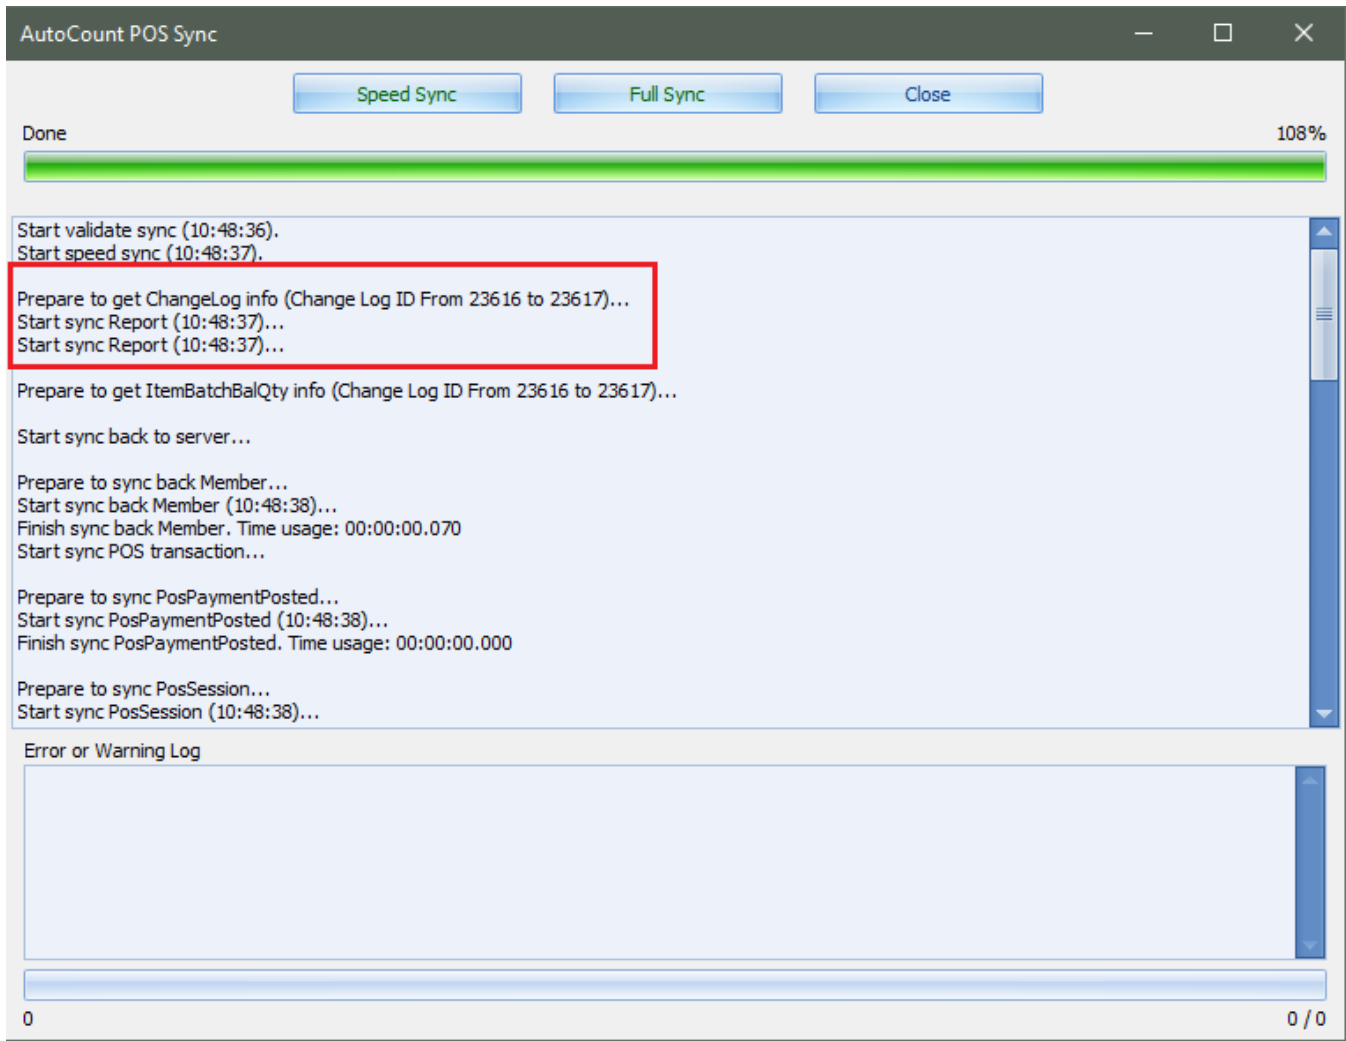 AutoCount POS Sync
Speed Sync
Full Sync
Close
Done
108%
Start validate sync (10:48:36).
Start speed sync (10:48:37).
Prepare to get ChangeLog info (Change Log ID From 23616 to 23617)...
Start sync Report (10:48:37)...
Start sync Report (10:48:37)...
Prepare to get ItemBatchBalQty info (Change Log ID From 23616 to 23617)...
Start sync back to server...
Prepare to sync back Member...
Start sync back Member (10:48:38)...
Finish sync back Member. Time usage: 00:00:00.070
Start sync POS transaction...
Prepare to sync PosPaymentPosted...
Start sync PosPaymentPosted (10:48:38)...
Finish sync PosPaymentPosted. Time usage: 00:00:00.000
Prepare to sync PosSession...
Start sync PosSession (10:48:38)...
Error or Warning Log
0
0 / 0